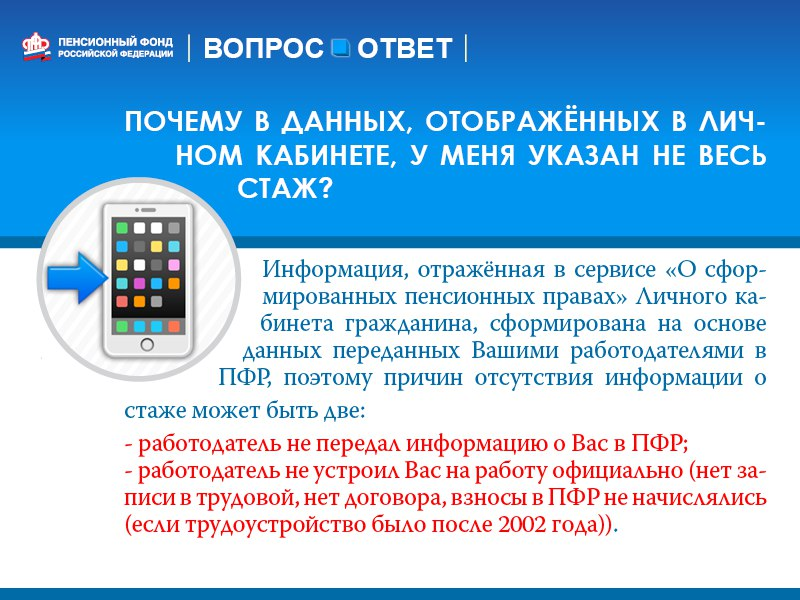 ПЕНСИОННЫЙ ФОНД
РОССИЙСКОЙ ФЕДЕРАЦИИ
ВОПРОС ОТВЕТ
ПОЧЕМУ В ДАННЫХ, ОТОБРАЖЁННЫХ В ЛИЧ-
НОМ КАБИНЕТЕ, У МЕНЯ УКАЗАН НЕ ВЕСЬ
СТАЖ?
Информация, отражённая в сервисе «О сфор-
мированных пенсионных правах» Личного ка-
бинета гражданина, сформирована на основе
данных переданных Вашими работодателями в
ПФР, поэтому причин отсутствия информации о
стаже может быть две:
- работодатель не передал информацию о Вас в ПФР;
- работодатель не устроил Вас на работу официально (нет за-
писи в трудовой, нет договора, взносы в ПФР не начислялись
(если трудоустройство было после 2002 года)).